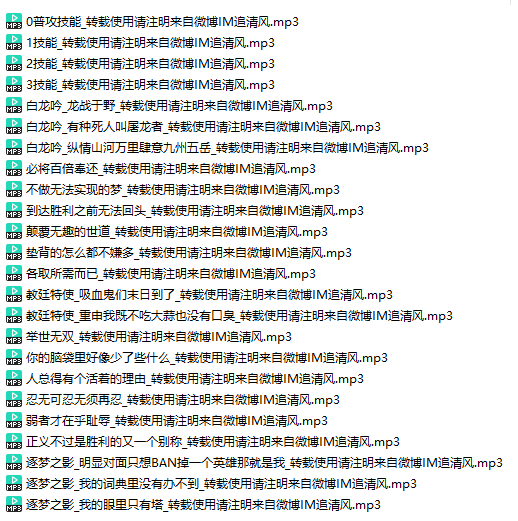 0普攻技能_转载使用请注明来自微博IM追清风.mp3
1技能_转载使用请注明来自微博IM追清风.mp3
2技能_转载使用请注明来自微博IM追清风.mp3
3技能_转载使用请注明来自微博IM追清风.mp3
白龙吟_龙战于野_转载使用请注明来自微博IM追清风.mp3
白龙吟_有种死人叫屠龙者_转载使用请注明来自微博IM追清风.mp3
白龙吟_纵情山河万里肆意九州五岳_转载使用请注明来自微博IM追清风.mp3
必将百倍奉还_转载使用请注明来自微博IM追清风.mp3
不做无法实现的梦_转载使用请注明来自微博IM追清风.mp3
到达胜利之前无法回头_转载使用请注明来自微博IM追清风.mp3
颠覆无趣的世道_转载使用请注明来自微博IM追清风.mp3
垫背的怎么都不嫌多_转载使用请注明来自微博IM追清风.mp3
各取所需而已_转载使用请注明来自微博IM追清风.mp3
教廷特使_吸血鬼们末日到了_转载使用请注明来自微博IM追清风.mp3
教廷特使_重申我既不吃大蒜也没有口臭_转载使用请注明来自微博IM追清风.mp3
举世无双_转载使用请注明来自微博IM追清风.mp3
你的脑袋里好像少了些什么_转载使用请注明来自微博IM追清风.mp3
人总得有个活着的理由_转载使用请注明来自微博IM追清风.mp3
忍无可忍无须再忍_转载使用请注明来自微博IM追清风.mp3
弱者才在乎耻辱_转载使用请注明来自微博IM追清风.mp3
正义不过是胜利的又一个别称_转载使用请注明来自微博IM追清风.mp3
逐梦之影_明显对面只想BAN掉一个英雄那就是我_转载使用请注明来自微博IM追清风.mp3
逐梦之影_我的词典里没有办不到_转载使用请注明来自微博IM追清风.mp3
逐梦之影_我的眼里只有塔_转载使用请注明来自微博IM追清风.mp3